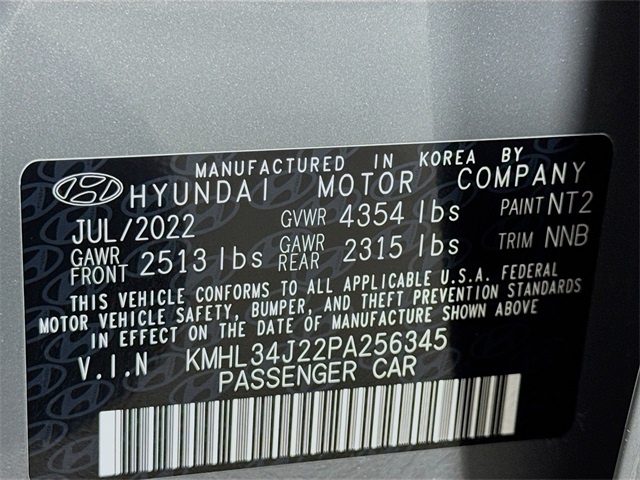 MANUFACTURED IN KOREA BY
HYUNDAI MOTOR COMPANY
JUL/2022 GVWR 4354 lbs PAINT NT2
GAWR FRONT 2513 lbs GAWR REAR 2315 lbs TRIM NNB
THIS VEHICLE CONFORMS TO ALL APPLICABLE U.S.A. FEDERAL
MOTOR VEHICLE SAFETY, BUMPER, AND THEFT PREVENTION STANDARDS
IN EFFECT ON THE DATE OF MANUFACTURE SHOWN ABOVE
V.I.N KMHL34J22PA256345
PASSENGER CAR